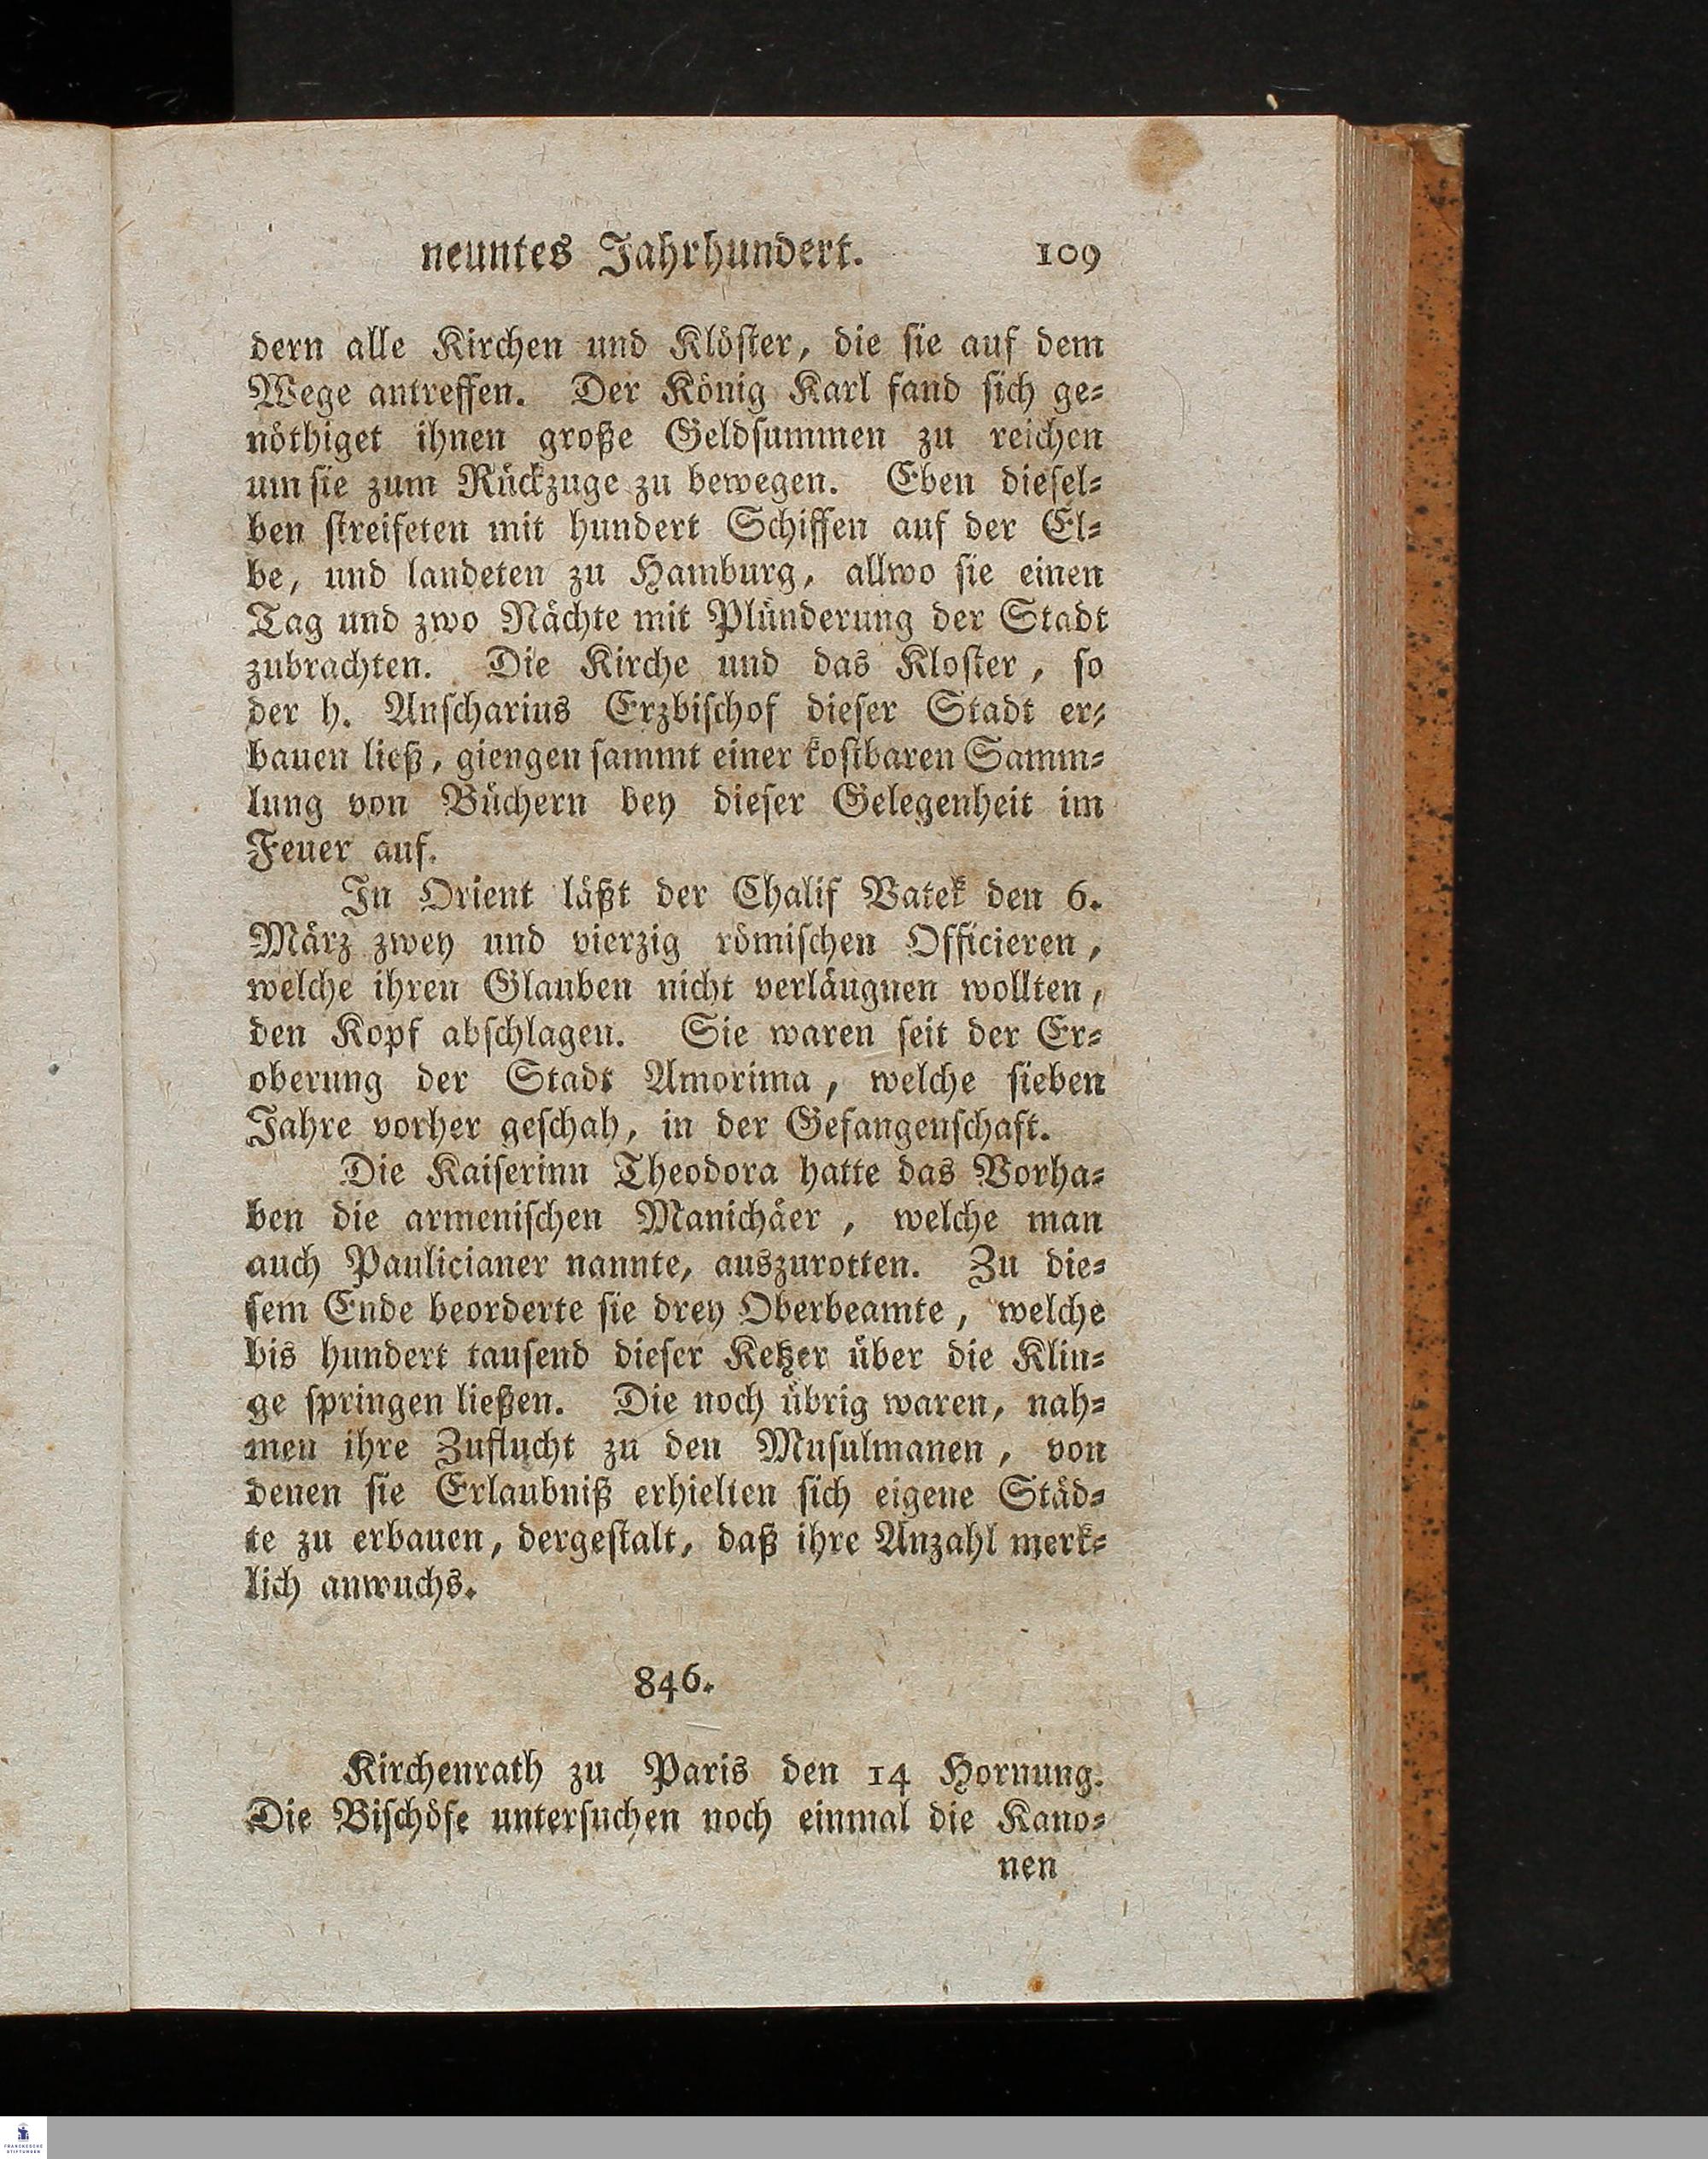 neuntes Jahrhundert. 109
dern alle Kirchen und Klöster, die sie auf dem
Wege antreffen. Der König Karl fand sich ge⸗
nöthiget ihnen große Geldsummen zu reichen
um sie zum Rückzuge zu bewegen. Eben diesel⸗
ben streifeten mit hundert Schiffen auf der El⸗
be, und landeten zu Hamburg, allwo sie einen
Tag und zwo Nächte mit Plünderung der Stadt
zubrachten. Die Kirche und das Kloster, so
der h. Anscharius Erzbischof dieser Stadt er⸗
bauen ließ, giengen sammt einer kostbaren Samm⸗
lung von Büchern bey dieser Gelegenheit im
Feuer auf.
In Orient läßt der Chalif Vatek den 6.
März zwey und vierzig römischen Officieren,
welche ihren Glauben nicht verläugnen wollten,
den Kopf abschlagen. Sie waren seit der Er⸗
oberung der Stadt Amorima, welche sieben
Jahre vorher geschah, in der Gefangenschaft.
Die Kaiserinn Theodora hatte das Vorha⸗
ben die armenischen Manichäer, welche man
auch Paulicianer nannte, auszurotten. Zu die⸗
sem Ende beorderte sie drey Oberbeamte, welche
bis hundert tausend dieser Ketzer über die Klin⸗
ge springen ließen. Die noch übrig waren, nah⸗
men ihre Zuflucht zu den Musulmanen, von
denen sie Erlaubniß erhielten sich eigene Städ⸗
te zu erbauen, dergestalt, daß ihre Anzahl merk⸗
lich anwuchs.
846.
Kirchenrath zu Paris den 14 Hornung.
Die Bischöfe untersuchen noch einmal die Kano⸗
nen
FRANCKESCHE
STIFTUNGEN